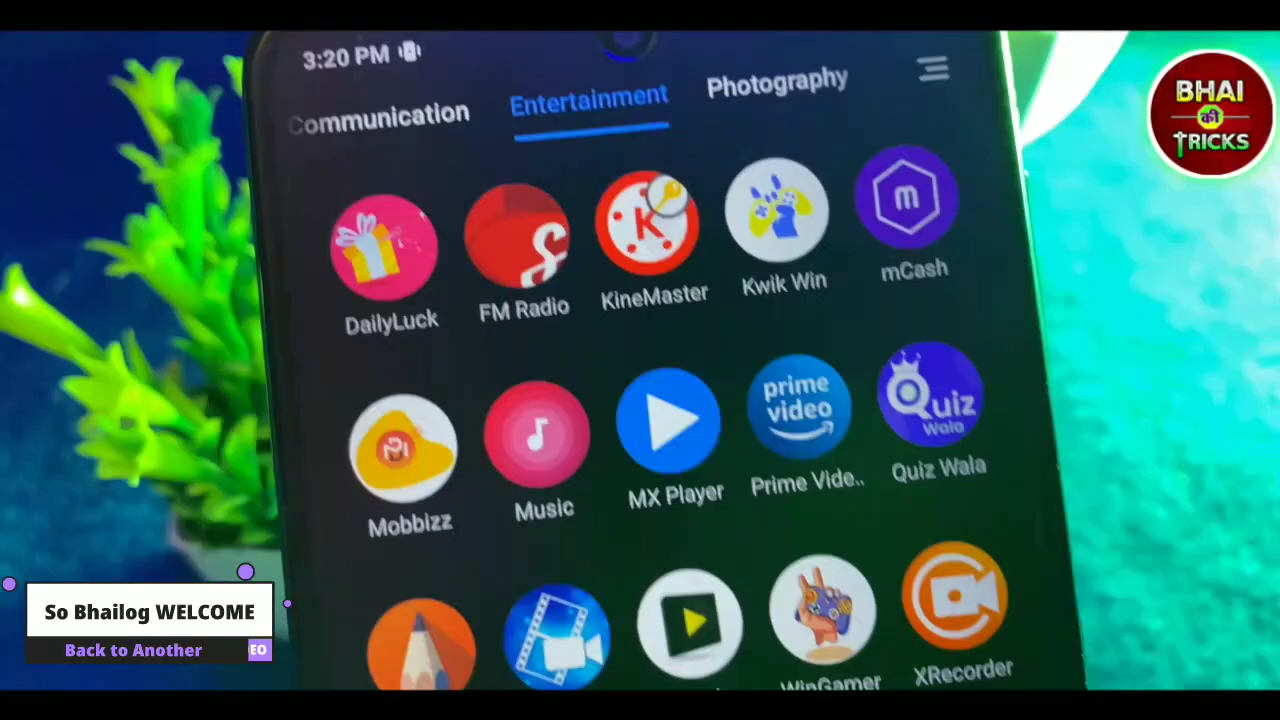 3:20 PM
Communication
Entertainment
Photography
BHAI
की
TRICKS
DailyLuck
FM Radio
K
KineMaster
Kwik Win
m
mCash
Mobbizz
Music
MX Player
prime
video
Prime Vide..
Quiz
Wala
Quiz Wala
WinGamer
XRecorder
So Bhailog WELCOME
Back to Another
EO